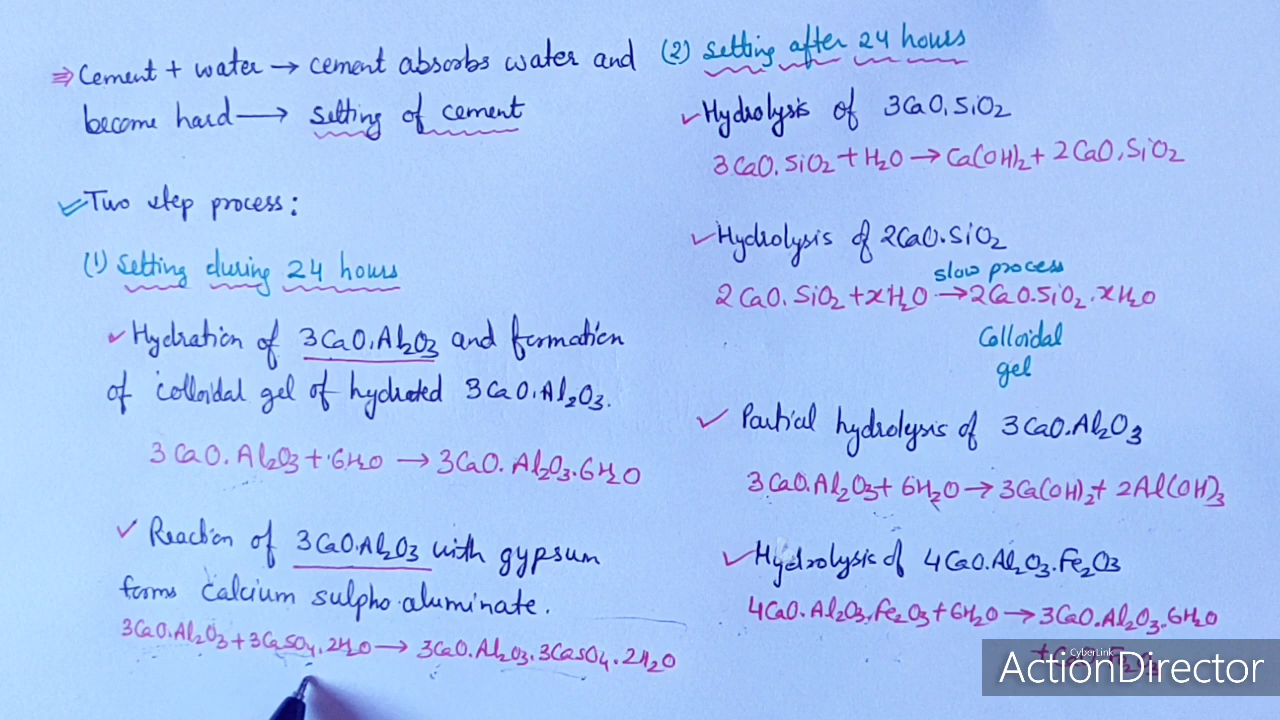 ⇒ Cement + water → cement absorbs water and
become hard → setting of cement
✓ Two step process:
(1) Setting during 24 hours
✓ Hydration of 3CaO.Al2O3 and formation
of colloidal gel of hydrated 3CaO.Al2O3.
3CaO.Al2O3 + 6H2O → 3CaO.Al2O3.6H2O
✓ Reaction of 3CaO.Al2O3 with gypsum
forms calcium sulpho-aluminate.
3CaO.Al2O3 + 3CaSO4.2H2O → 3CaO.Al2O3.3CaSO4.2H2O
(2) Setting after 24 hours
✓ Hydrolysis of 3CaO.SiO2
3CaO.SiO2 + H2O → Ca(OH)2 + 2CaO.SiO2
✓ Hydrolysis of 2CaO.SiO2
slow process
2CaO.SiO2 + xH2O → 2CaO.SiO2.xH2O
Colloidal
gel
✓ Partial hydrolysis of 3CaO.Al2O3
3CaO.Al2O3 + 6H2O → 3Ca(OH)2 + 2Al(OH)3
✓ Hydrolysis of 4CaO.Al2O3.Fe2O3
4CaO.Al2O3.Fe2O3 + 6H2O → 3CaO.Al2O3.6H2O
CyberLink
ActionDirector